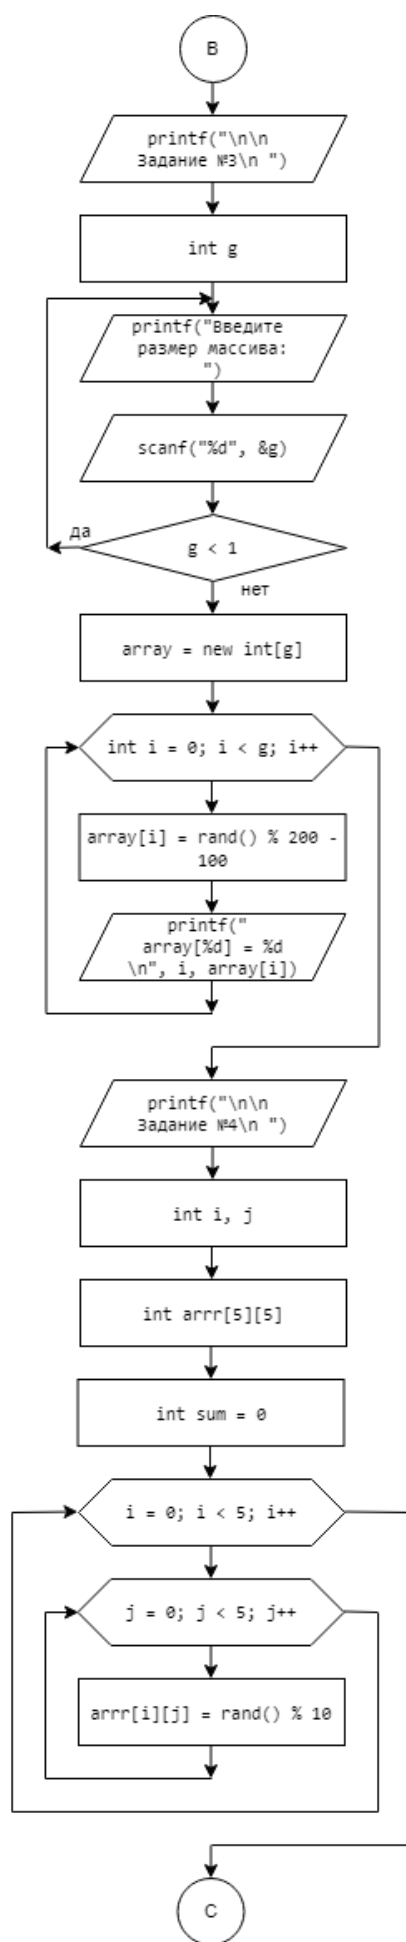 B
printf("\n\n
Задание №3\n ")
int g
printf("Введите
размер массива:
")
scanf("%d", &g)
да
g < 1
нет
array = new int[g]
int i = 0; i < g; i++
array[i] = rand() % 200 -
100
printf("
array[%d] = %d
\n", i, array[i])
printf("\n\n
Задание №4\n ")
int i, j
int arrr[5][5]
int sum = 0
i = 0; i < 5; i++
j = 0; j < 5; j++
arrr[i][j] = rand() % 10
C